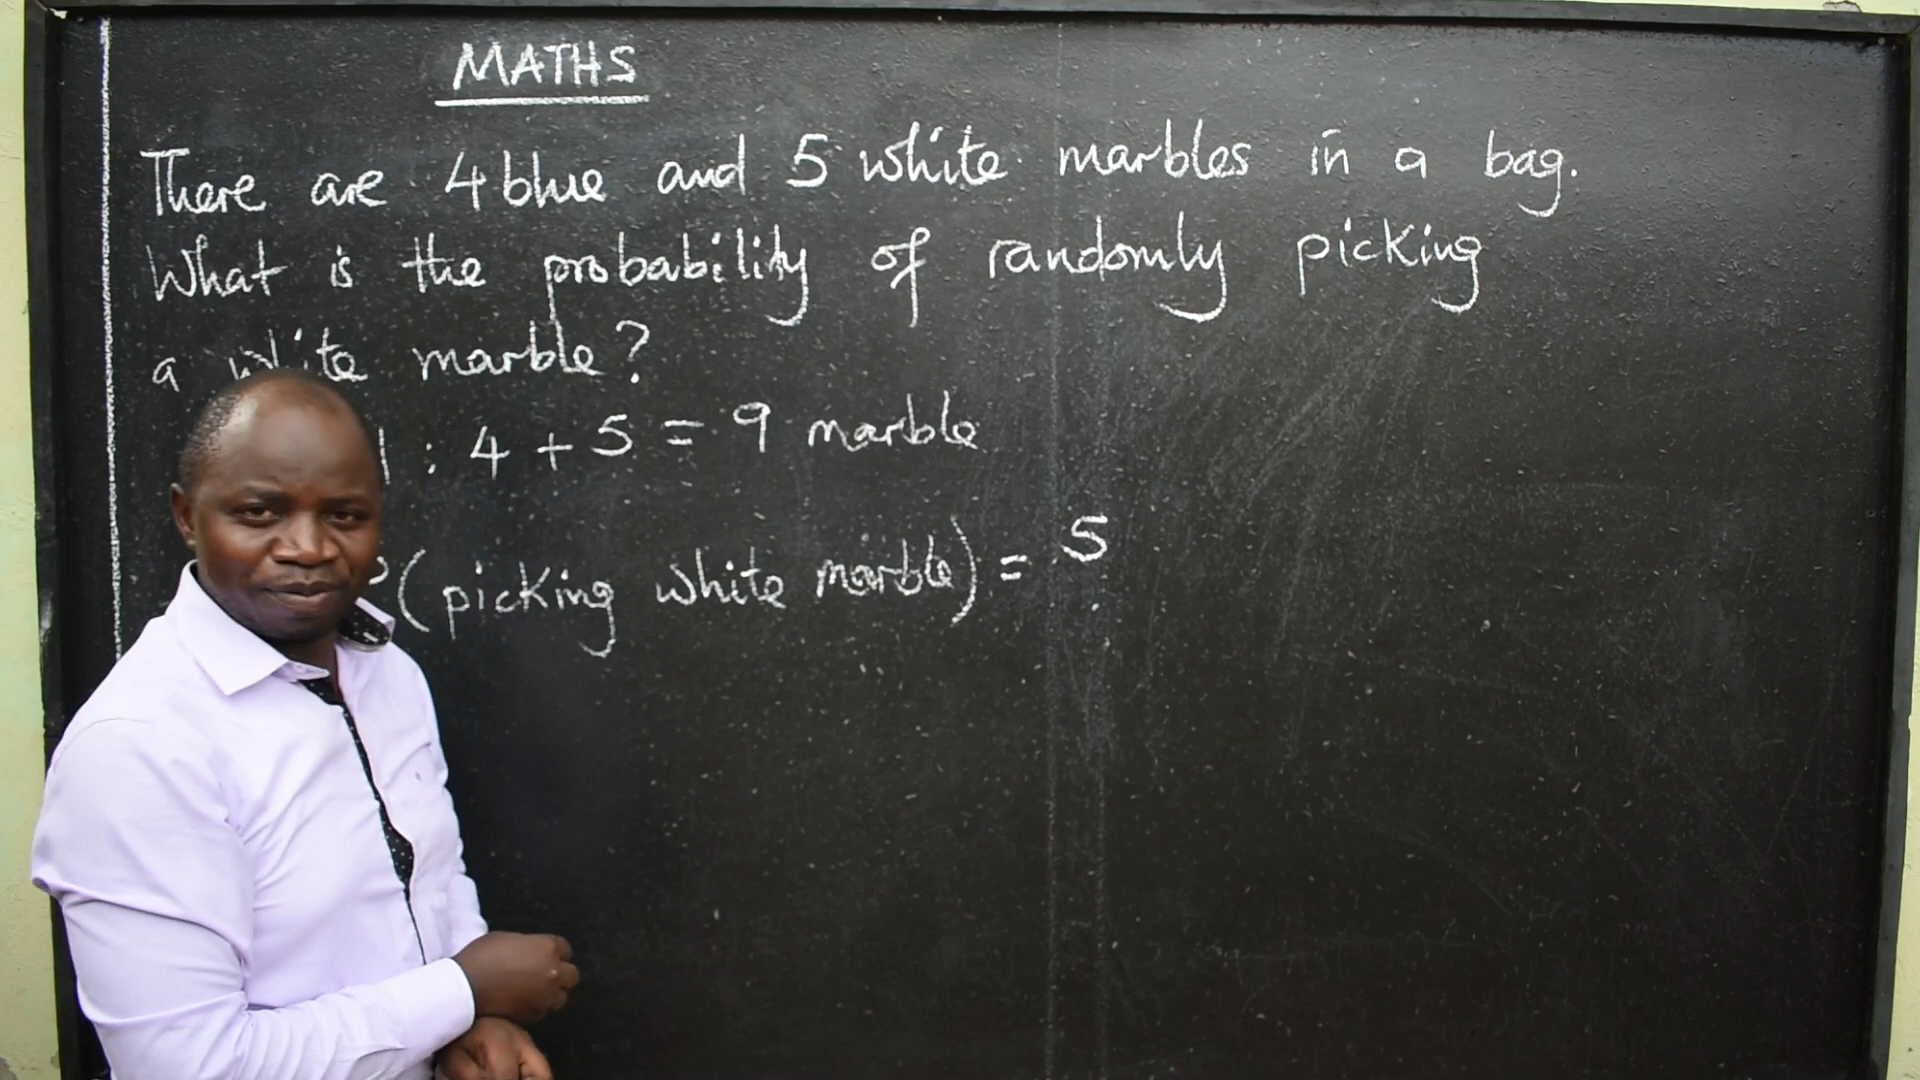 MATHS
There are 4 blue and 5 white marbles in a bag.
What is the probability of randomly picking
a white marble?
: 4 + 5 = 9 marble
(picking white marble) = 5